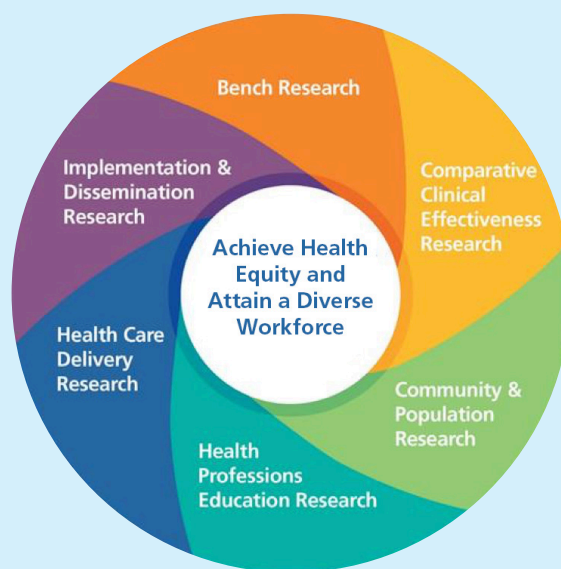 Bench Research
Comparative
Clinical
Effectiveness
Research
Community &
Population
Research
Health
Professions
Education Research
Health Care
Delivery
Research
Implementation &
Dissemination
Research
Achieve Health
Equity and
Attain a Diverse
Workforce